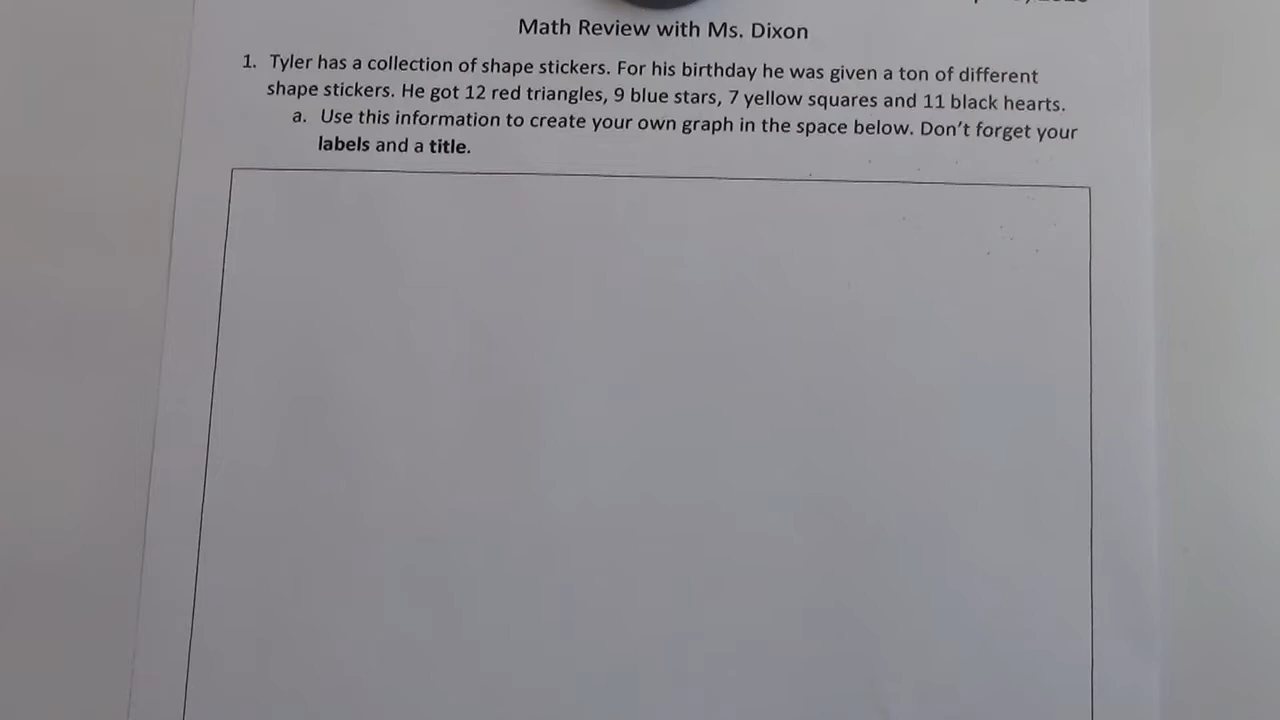 Math Review with Ms. Dixon
1. Tyler has a collection of shape stickers. For his birthday he was given a ton of different
shape stickers. He got 12 red triangles, 9 blue stars, 7 yellow squares and 11 black hearts.
a. Use this information to create your own graph in the space below. Don't forget your
labels and a title.